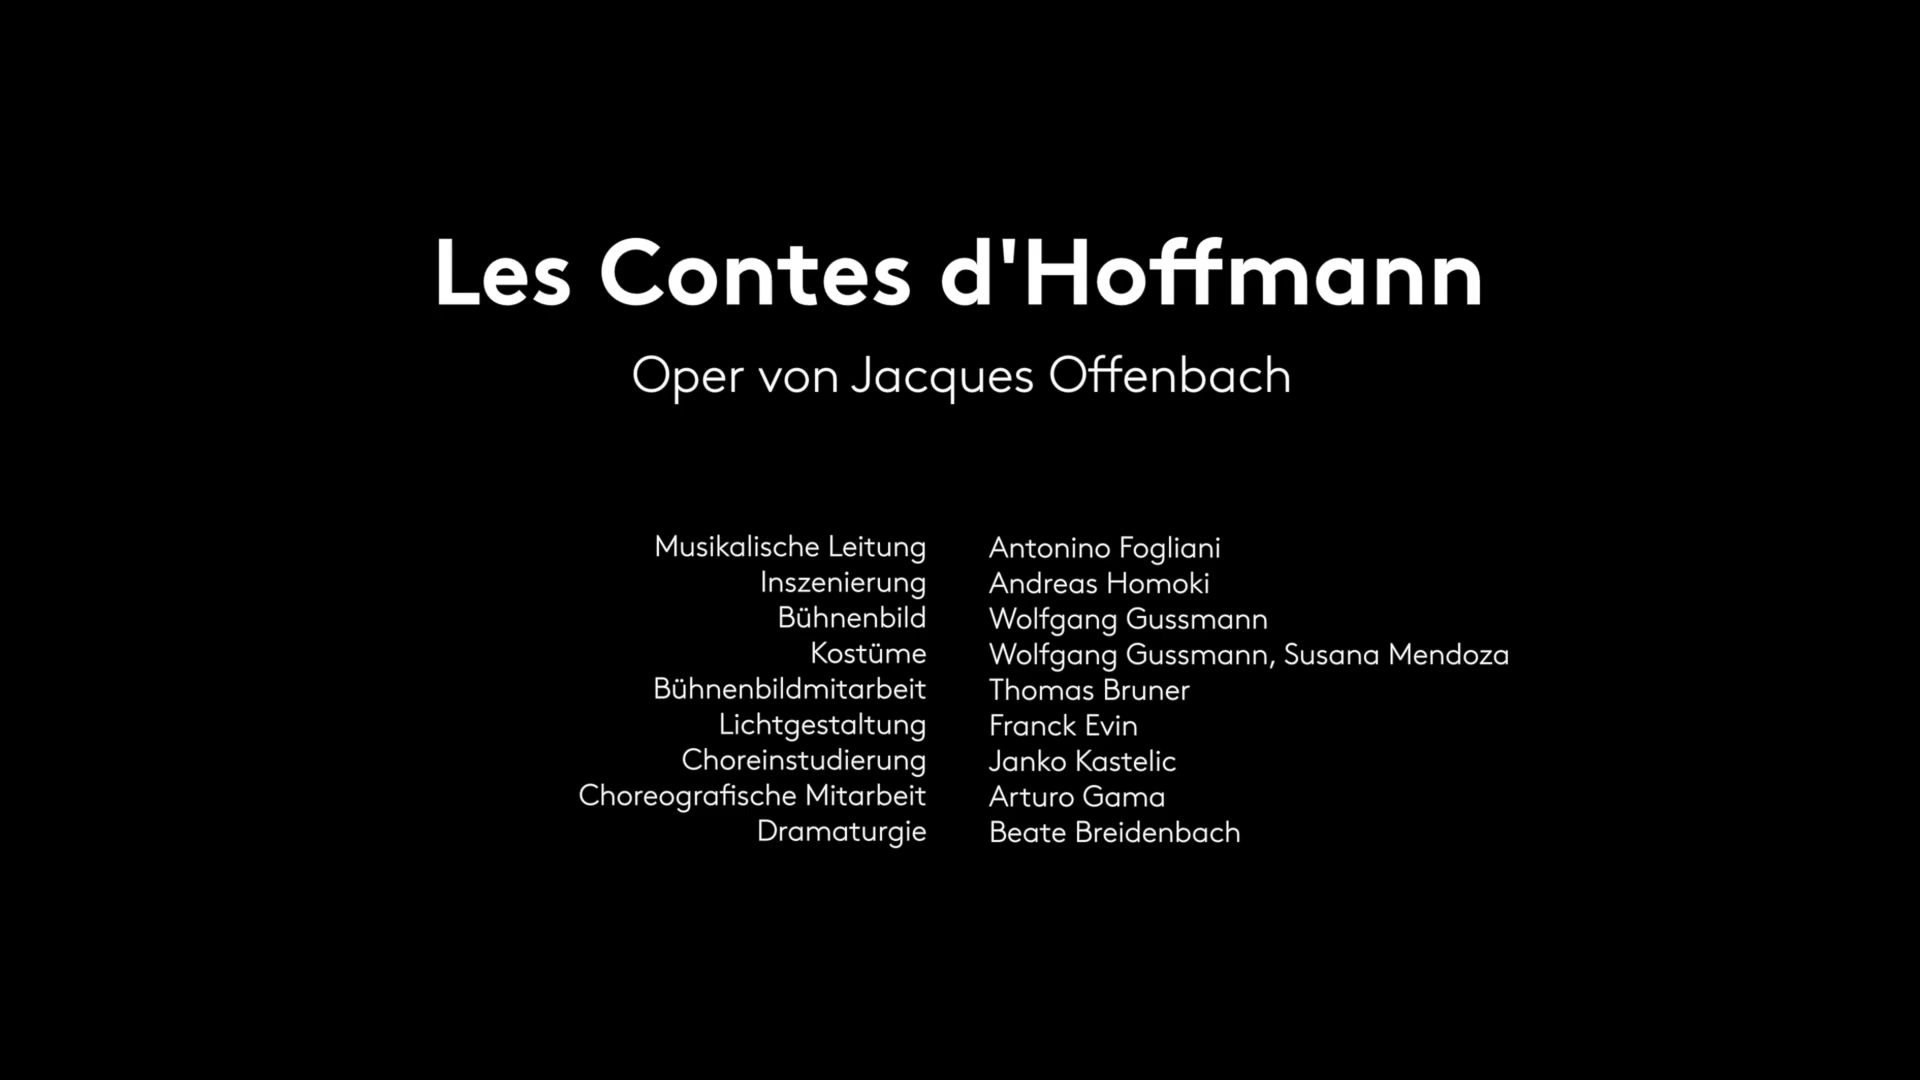 Les Contes d'Hoffmann
Oper von Jacques Offenbach
Musikalische Leitung Antonino Fogliani
Inszenierung Andreas Homoki
Bühnenbild Wolfgang Gussmann
Kostüme Wolfgang Gussmann, Susana Mendoza
Bühnenbildmitarbeit Thomas Bruner
Lichtgestaltung Franck Evin
Choreinstudierung Janko Kastelic
Choreografische Mitarbeit Arturo Gama
Dramaturgie Beate Breidenbach